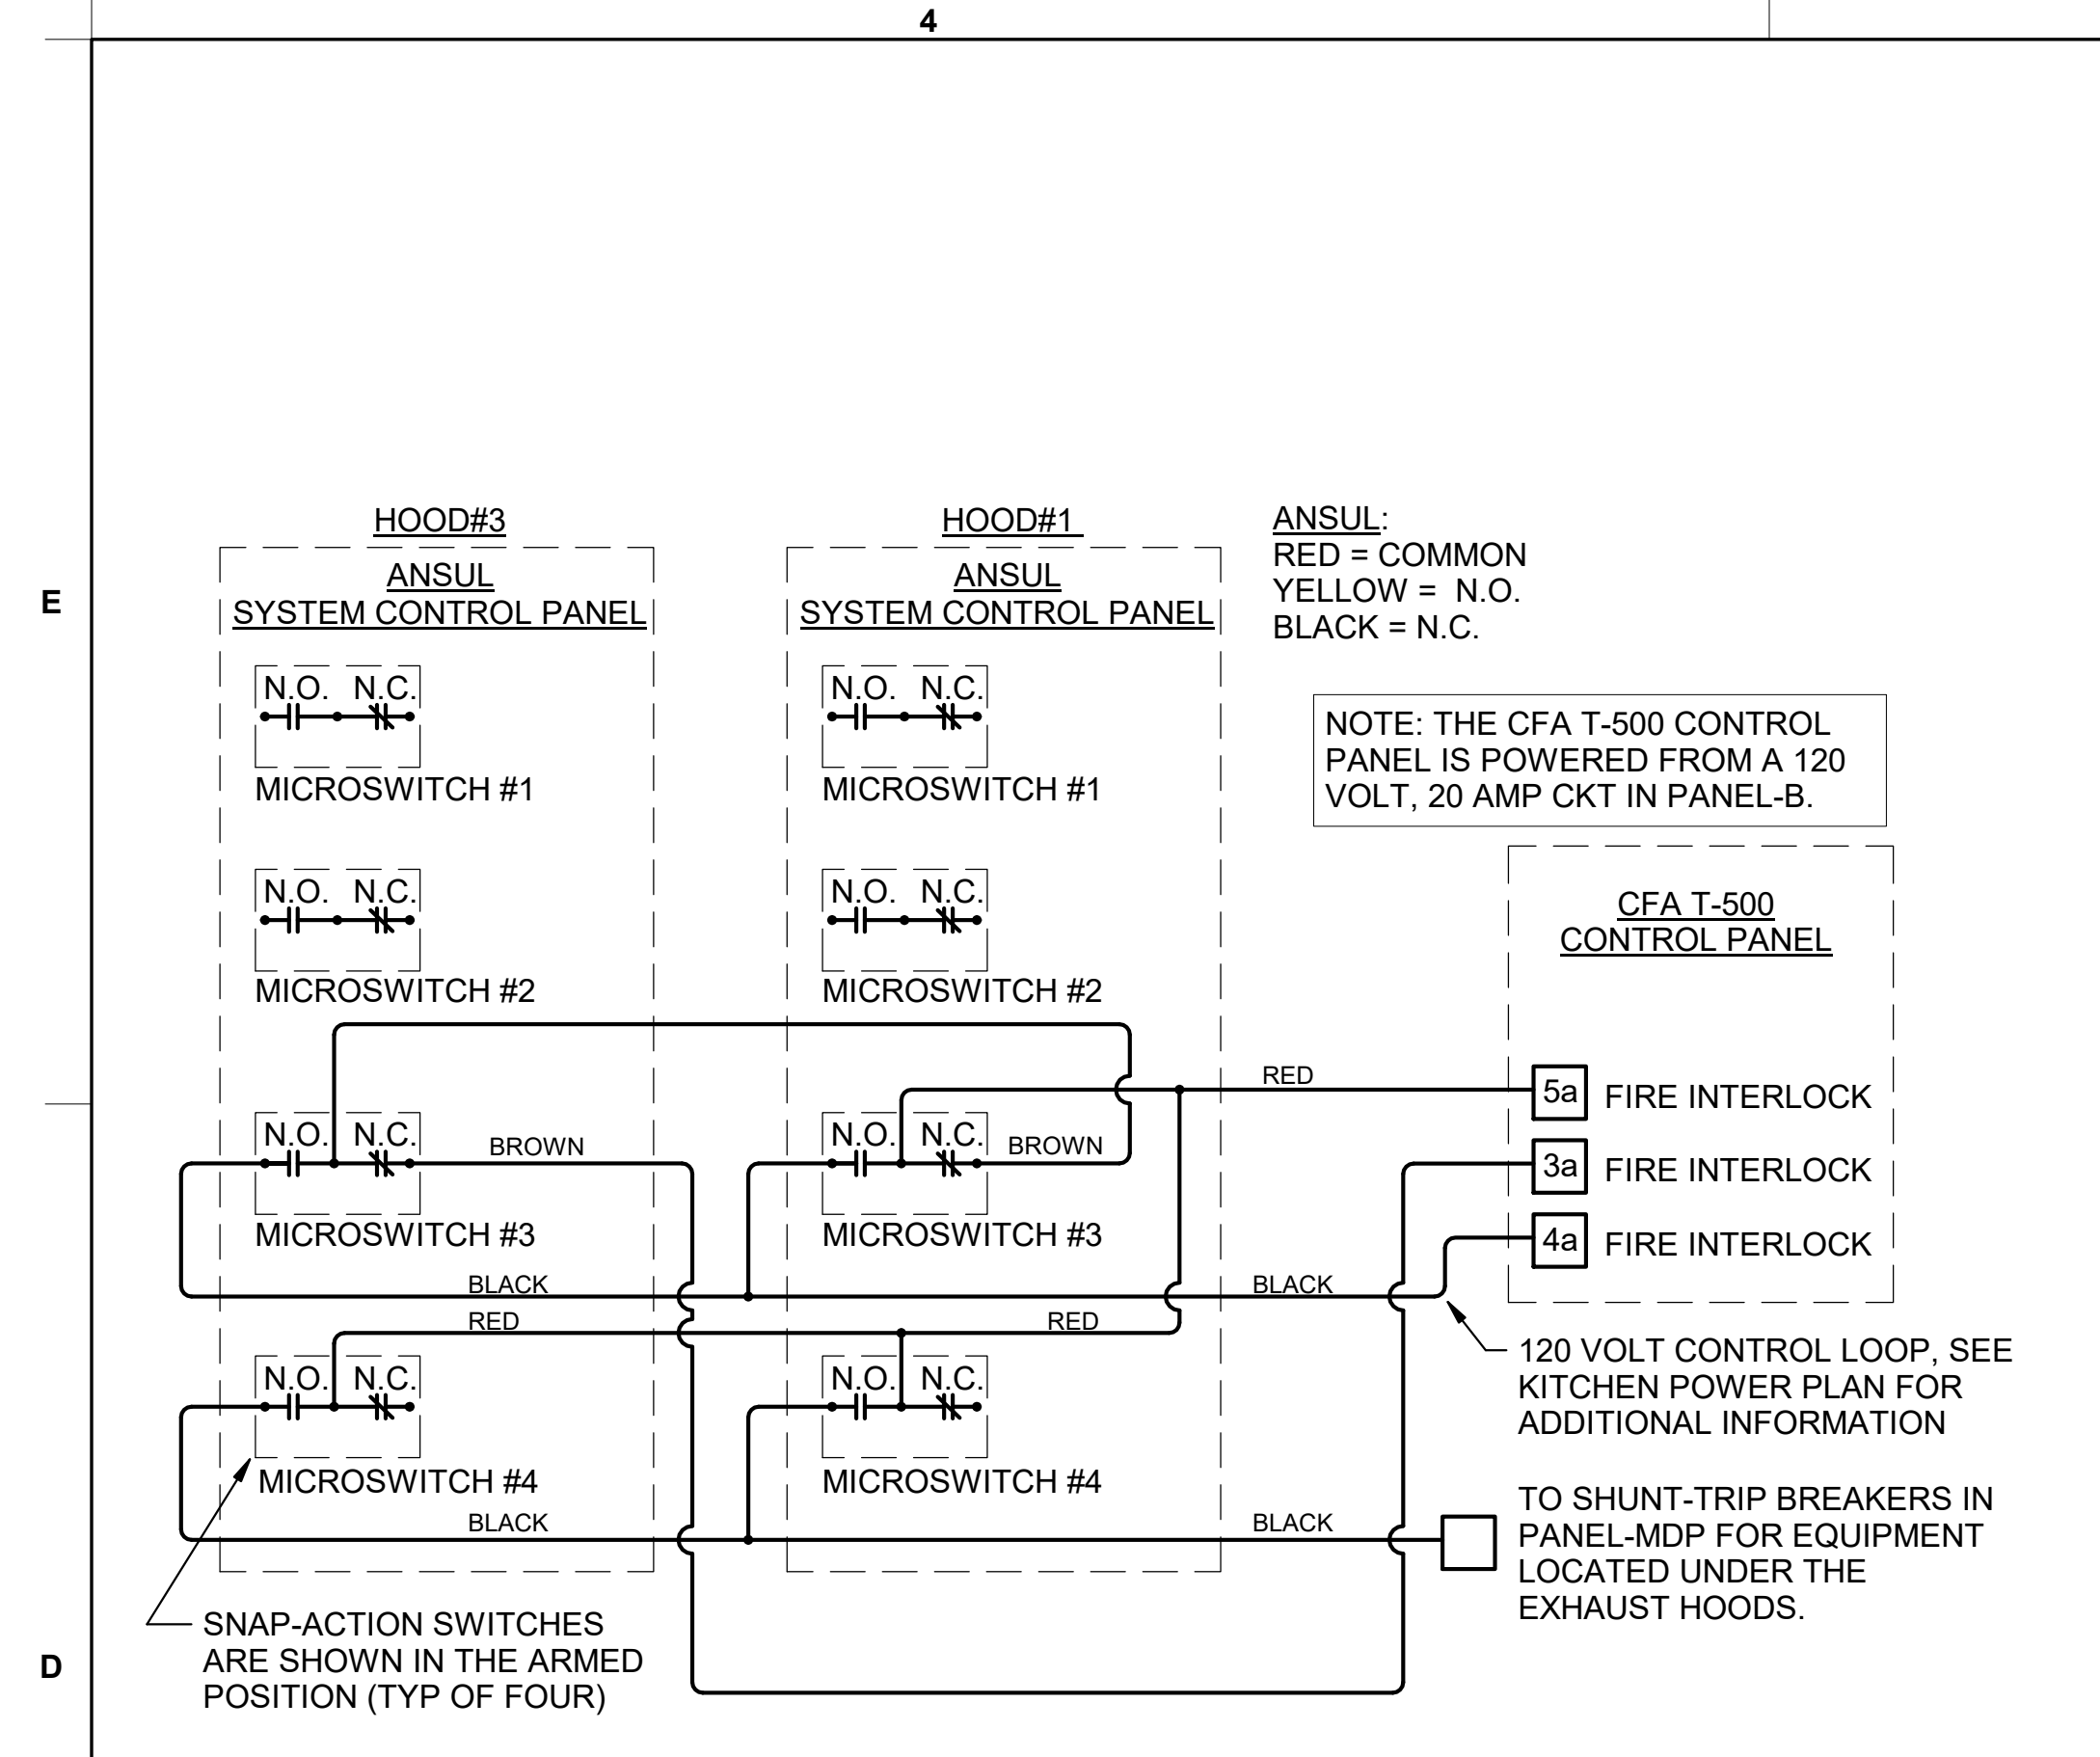 4
E
D
HOOD#3
ANSUL
SYSTEM CONTROL PANEL
N.O. N.C.
MICROSWITCH #1
N.O. N.C.
MICROSWITCH #2
N.O. N.C.
BROWN
MICROSWITCH #3
BLACK
RED
N.O. N.C.
MICROSWITCH #4
BLACK
SNAP-ACTION SWITCHES
ARE SHOWN IN THE ARMED
POSITION (TYP OF FOUR)
HOOD#1
ANSUL
SYSTEM CONTROL PANEL
N.O. N.C.
MICROSWITCH #1
N.O. N.C.
MICROSWITCH #2
N.O. N.C.
BROWN
MICROSWITCH #3
RED
N.O. N.C.
MICROSWITCH #4
ANSUL:
RED = COMMON
YELLOW = N.O.
BLACK = N.C.
NOTE: THE CFA T-500 CONTROL
PANEL IS POWERED FROM A 120
VOLT, 20 AMP CKT IN PANEL-B.
CFA T-500
CONTROL PANEL
RED
5a FIRE INTERLOCK
3a FIRE INTERLOCK
4a FIRE INTERLOCK
BLACK
120 VOLT CONTROL LOOP, SEE
KITCHEN POWER PLAN FOR
ADDITIONAL INFORMATION
BLACK
TO SHUNT-TRIP BREAKERS IN
PANEL-MDP FOR EQUIPMENT
LOCATED UNDER THE
EXHAUST HOODS.